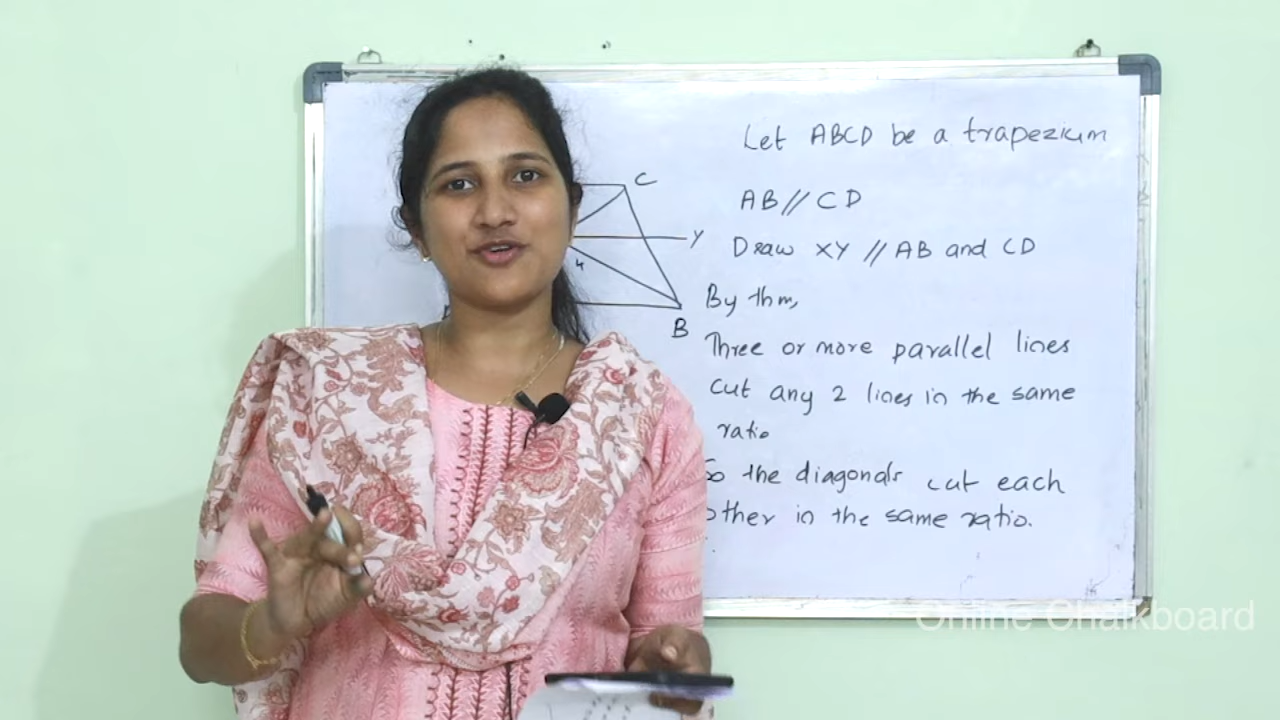 Let ABCD be a trapezium
C
AB // CD
Y
Draw XY // AB and CD
4
By thm,
B
Three or more parallel lines
cut any 2 lines in the same
ratio
So the diagonals cut each
other in the same ratio.
Online Chalkboard